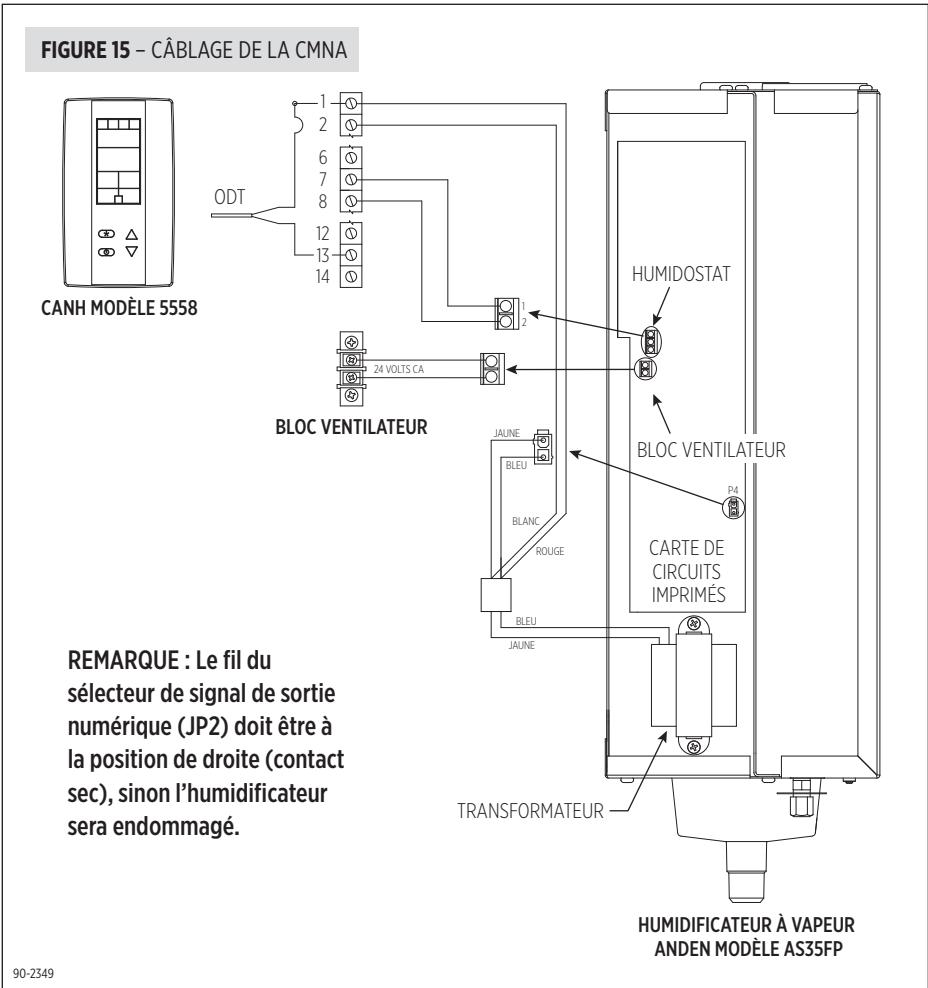 FIGURE 15 – CÂBLAGE DE LA CMNA
1
2
6
7
8
12
13
14
ODT
CANH MODÈLE 5558
HUMIDOSTAT
1
2
24 VOLTS CA
BLOC VENTILATEUR
BLOC VENTILATEUR
JAUNE
BLEU
P4
BLANC
ROUGE
CARTE DE
CIRCUITS
IMPRIMÉS
BLEU
JAUNE
REMARQUE : Le fil du
sélecteur de signal de sortie
numérique (JP2) doit être à
la position de droite (contact
sec), sinon l’humidificateur
sera endommagé.
TRANSFORMATEUR
HUMIDIFICATEUR À VAPEUR
ANDEN MODÈLE AS35FP
90-2349